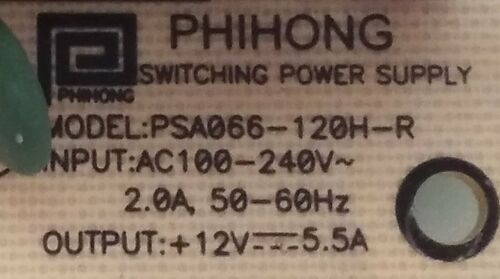 PHIHONG
SWITCHING POWER SUPPLY
PHIHONG
MODEL:PSA066-120H-R
INPUT:AC100-240V~
2.0A, 50-60Hz
OUTPUT:+12V⎓5.5A